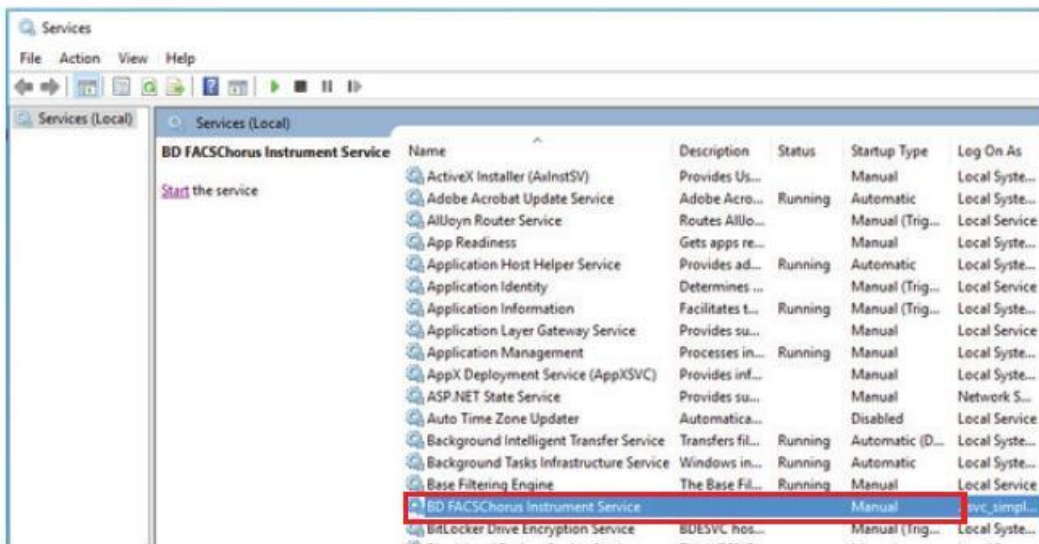 Services
File Action View Help
Services (Local)
Services (Local)
BD FACSChorus Instrument Service
Start the service
Name Description Status Startup Type Log On As
ActiveX Installer (AxInstSV) Provides Us... Manual Local Syste...
Adobe Acrobat Update Service Adobe Acro... Running Automatic Local Syste...
AllJoyn Router Service Routes AllJo... Manual (Trig... Local Service
App Readiness Gets apps re... Manual Local Syste...
Application Host Helper Service Provides ad... Running Automatic Local Syste...
Application Identity Determines ... Manual (Trig... Local Service
Application Information Facilitates t... Running Manual (Trig... Local Syste...
Application Layer Gateway Service Provides su... Manual Local Service
Application Management Processes in... Running Manual Local Syste...
AppX Deployment Service (AppXSVC) Provides inf... Manual Local Syste...
ASP.NET State Service Provides su... Manual Network S...
Auto Time Zone Updater Automatica... Disabled Local Service
Background Intelligent Transfer Service Transfers fil... Running Automatic (D... Local Syste...
Background Tasks Infrastructure Service Windows in... Running Automatic Local Syste...
Base Filtering Engine The Base Fil... Running Manual Local Service
BD FACSChorus Instrument Service Manual svc_simpl...
BitLocker Drive Encryption Service BDESVC hos... Manual (Trig... Local Syste...